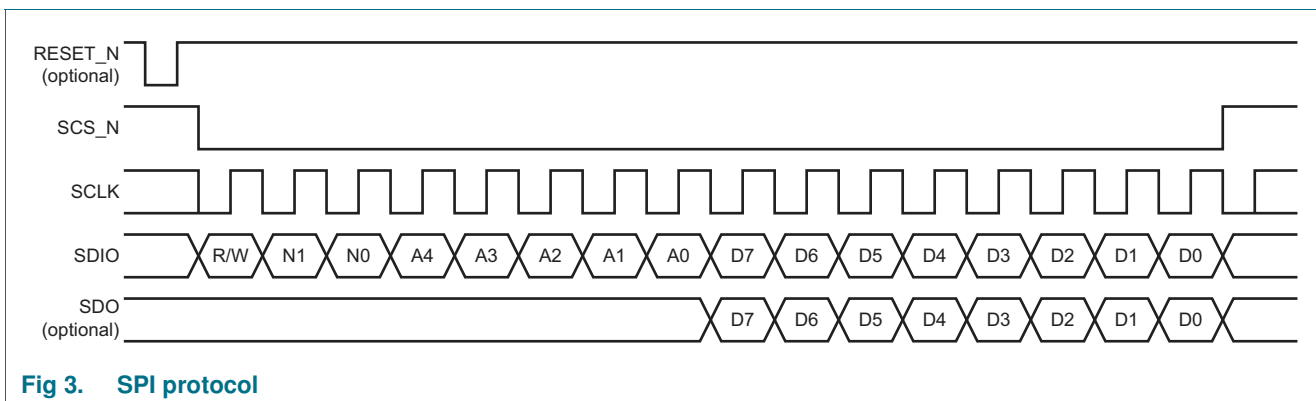 RESET_N
(optional)
SCS_N
SCLK
SDIO R/W N1 N0 A4 A3 A2 A1 A0 D7 D6 D5 D4 D3 D2 D1 D0
SDO
(optional) D7 D6 D5 D4 D3 D2 D1 D0
Fig 3. SPI protocol